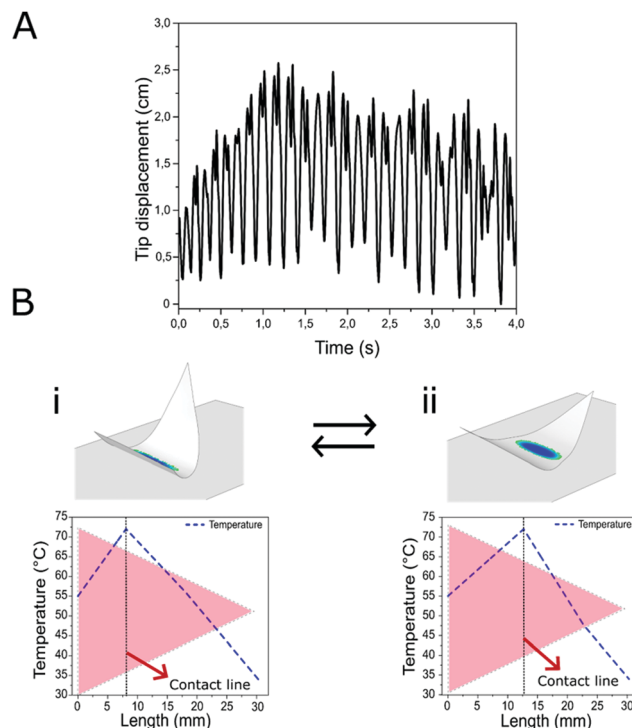 A
Tip displacement (cm)
3,0
2,5
2,0
1,5
1,0
0,5
0
0,0 0,5 1,0 1,5 2,0 2,5 3,0 3,5 4,0
Time (s)
B
i
ii
Temperature (°C)
75
70
65
60
55
50
45
40
35
30
Temperature
Contact line
0 5 10 15 20 25 30
Length (mm)
Temperature (°C)
75
70
65
60
55
50
45
40
35
30
Temperature
Contact line
0 5 10 15 20 25 30
Length (mm)